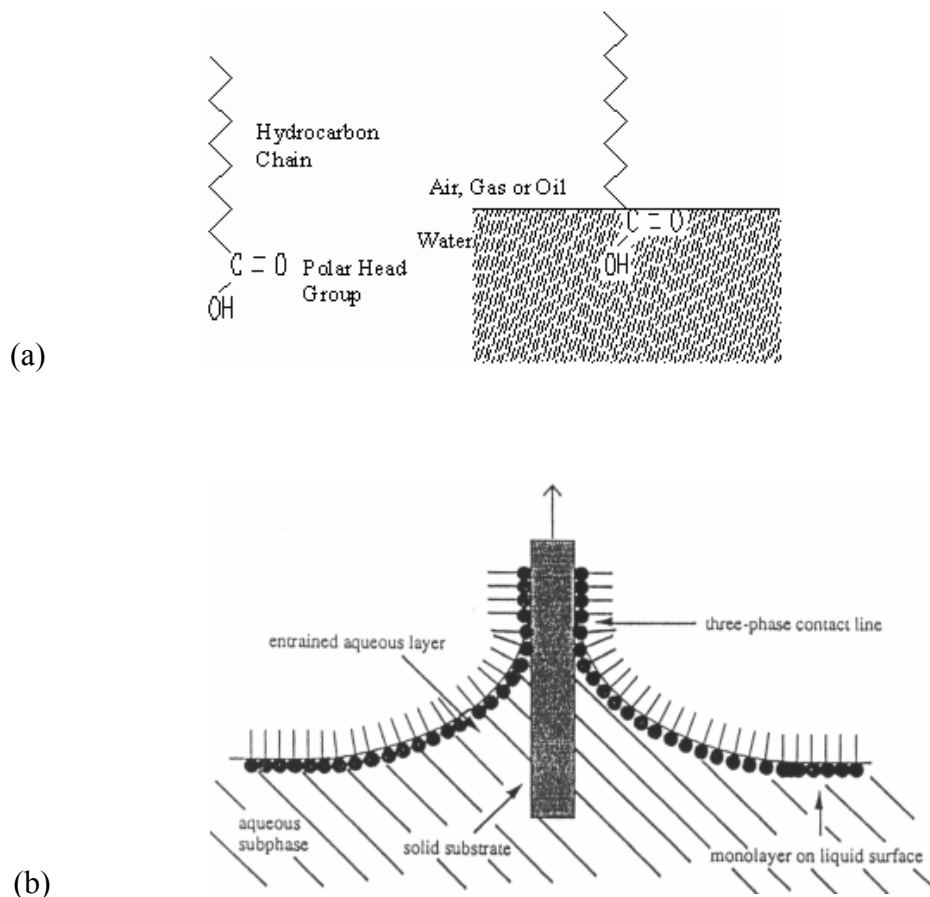 Hydrocarbon
Chain
C = O
OH
Polar Head
Group
Air, Gas or Oil
Water
C = O
OH
(a)
entrained aqueous layer
three-phase contact line
aqueous
subphase
solid substrate
monolayer on liquid surface
(b)